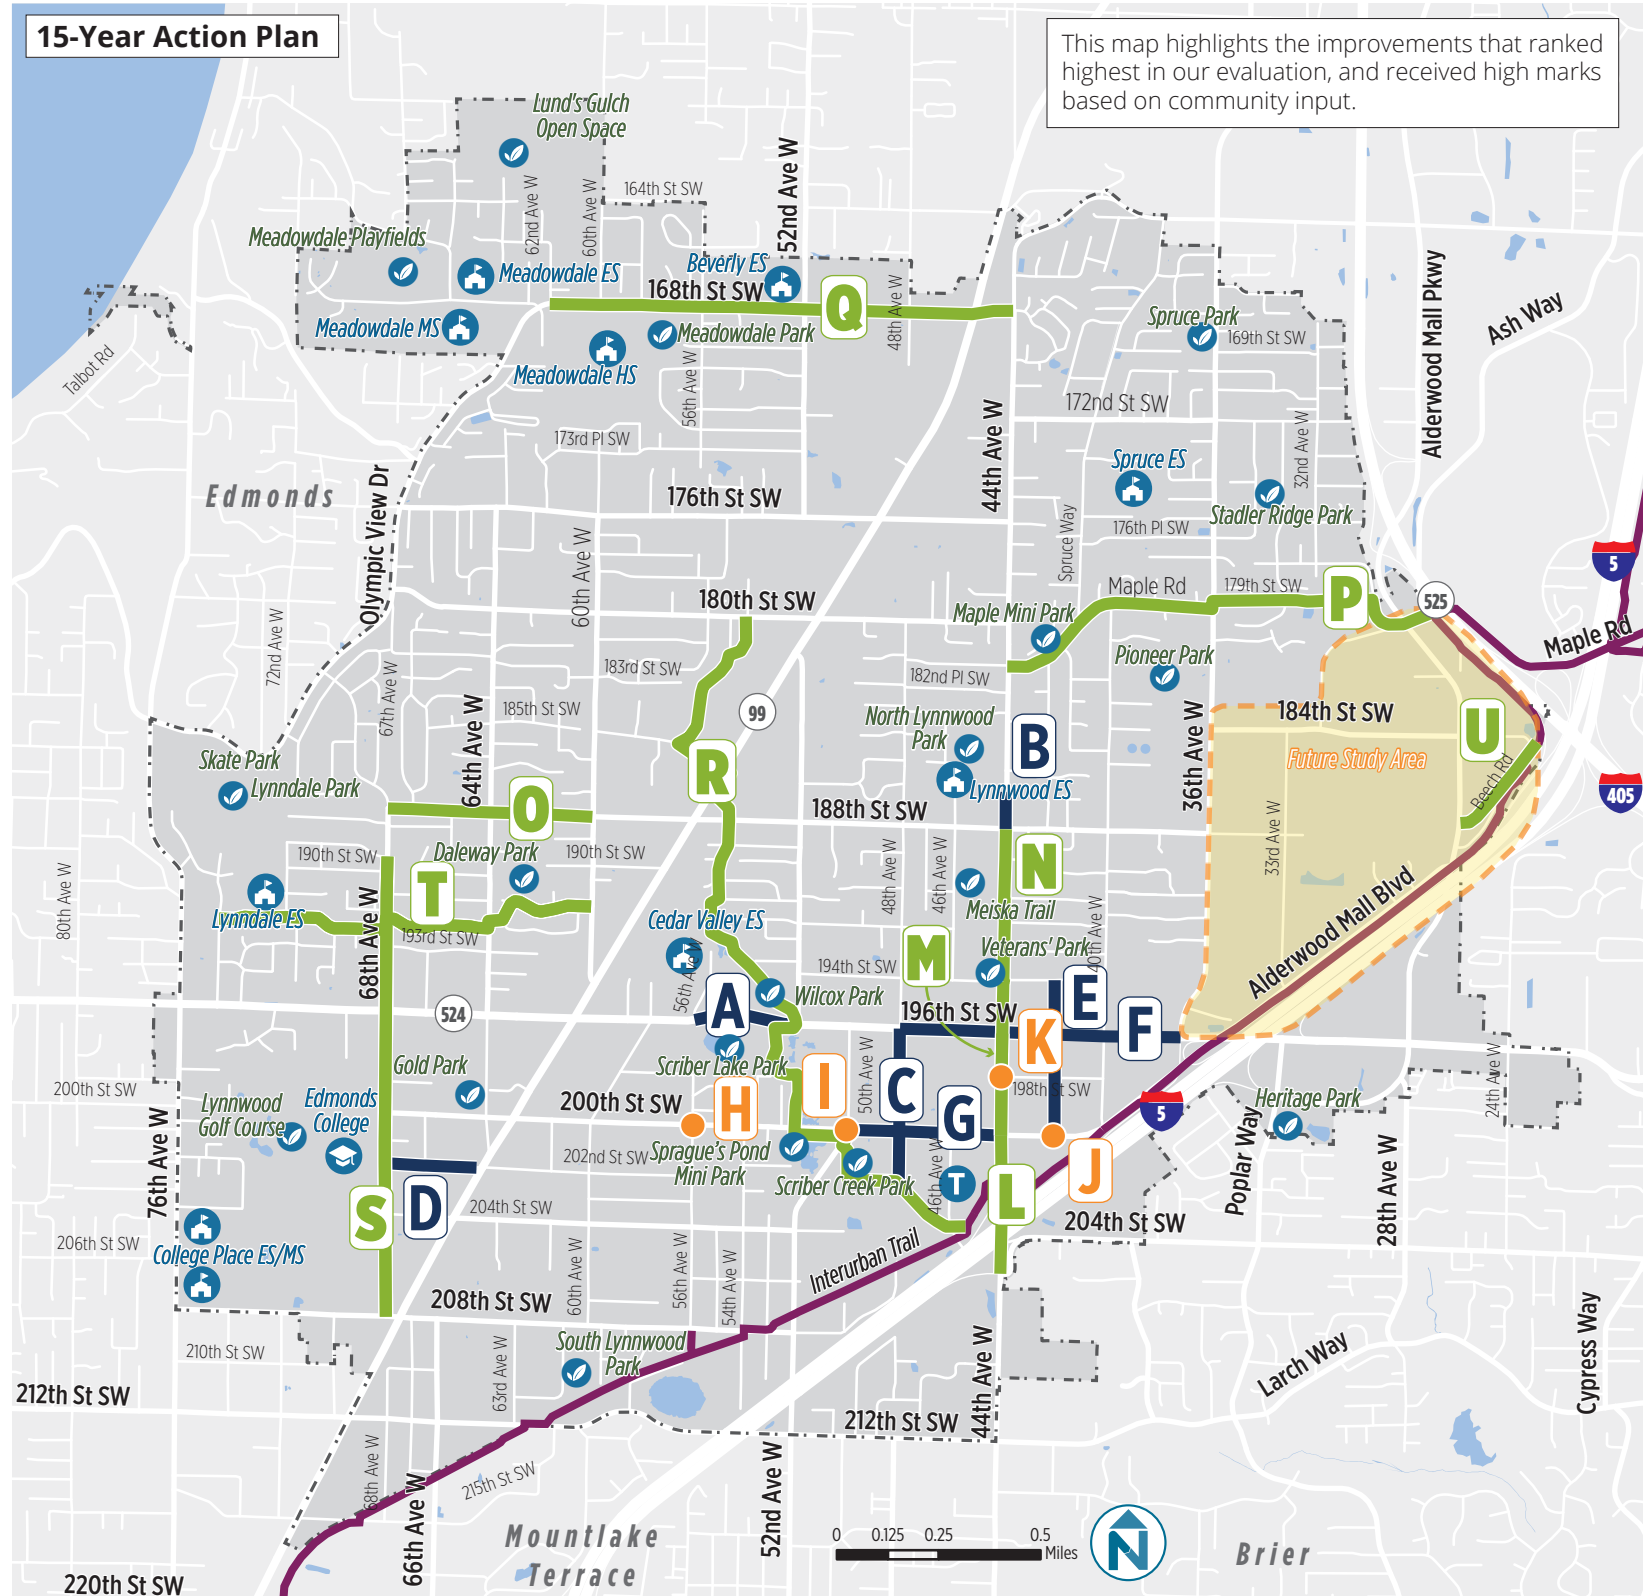 15-Year Action Plan
This map highlights the improvements that ranked
highest in our evaluation, and received high marks
based on community input.
Lund's Gulch
Open Space
52nd Ave W
62nd Ave W
60th Ave W
164th St SW
Meadowdale Playfields
Meadowdale ES
Beverly ES
168th St SW
Q
48th Ave W
Meadowdale MS
Meadowdale Park
Meadowdale HS
56th Ave W
Spruce Park
169th St SW
Alderwood Mall Pkwy
Ash Way
Talbot Rd
172nd St SW
44th Ave W
32nd Ave W
173rd Pl SW
Edmonds
Olympic View Dr
176th St SW
Spruce ES
Stadler Ridge Park
176th Pl SW
Spruce Way
5
60th Ave W
180th St SW
Maple Rd
179th St SW
P
525
Maple Mini Park
Maple Rd
72nd Ave W
67th Ave W
183rd St SW
182nd Pl SW
Pioneer Park
185th St SW
64th Ave W
99
North Lynnwood
Park
B
36th Ave W
184th St SW
U
Future Study Area
Skate Park
Lynndale Park
R
Lynnwood ES
Beech Rd
405
O
188th St SW
33rd Ave W
190th St SW
Daleway Park
190th St SW
T
48th Ave W
46th Ave W
N
Meiska Trail
80th Ave W
Lynndale ES
68th Ave W
193rd St SW
Cedar Valley ES
56th Ave W
194th St SW
M
Veterans' Park
40th Ave W
Alderwood Mall Blvd
Wilcox Park
A
524
196th St SW
E
F
K
Scriber Lake Park
Gold Park
200th St SW
50th Ave W
198th St SW
24th Ave W
Lynnwood
Golf Course
Edmonds
College
200th St SW
H
I
C
G
5
Heritage Park
76th Ave W
202nd St SW
Sprague's Pond
Mini Park
Scriber Creek Park
46th Ave W
T
J
Poplar Way
28th Ave W
S
D
204th St SW
L
204th St SW
206th St SW
College Place ES/MS
60th Ave W
56th Ave W
54th Ave W
Interurban Trail
208th St SW
210th St SW
South Lynnwood
Park
63rd Ave W
44th Ave W
Larch Way
Cypress Way
212th St SW
212th St SW
68th Ave W
66th Ave W
215th St SW
52nd Ave W
Mountlake
Terrace
0 0.125 0.25 0.5
Miles
N
Brier
220th St SW